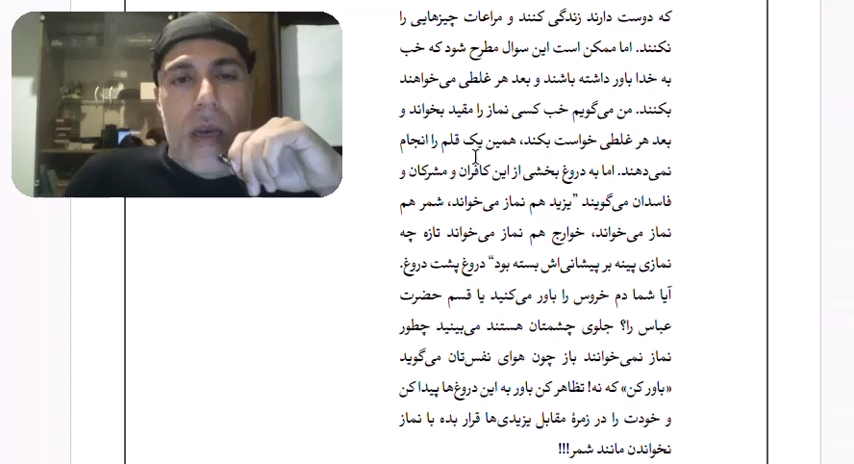 که دوست دارند زندگی کنند و مراعات چیزهایی را
نکنند. اما ممکن است این سوال مطرح شود که خب
به خدا باور داشته باشند و بعد هر غلطی می‌خواهند
بکنند. من می‌گویم خب کسی نماز را مقید بخواند و
بعد هر غلطی خواست بکند، همین یک قلم را انجام
نمی‌دهند. اما به دروغ بخشی از این کافران و مشرکان و
فاسدان می‌گویند "یزید هم نماز می‌خواند، شمر هم
نماز می‌خواند، خوارج هم نماز می‌خواند تازه چه
نمازی پینه بر پیشانی‌اش بسته بود“ دروغ پشت دروغ.
آیا شما دم خروس را باور می‌کنید یا قسم حضرت
عباس را؟ جلوی چشمتان هستند می‌بینید چطور
نماز نمی‌خوانند باز چون هوای نفس‌تان می‌گوید
«باور کن» که نه! تظاهر کن باور به این دروغ‌ها پیدا کن
و خودت را در زمرهٔ مقابل یزیدی‌ها قرار بده با نماز
نخواندن مانند شمر!!!